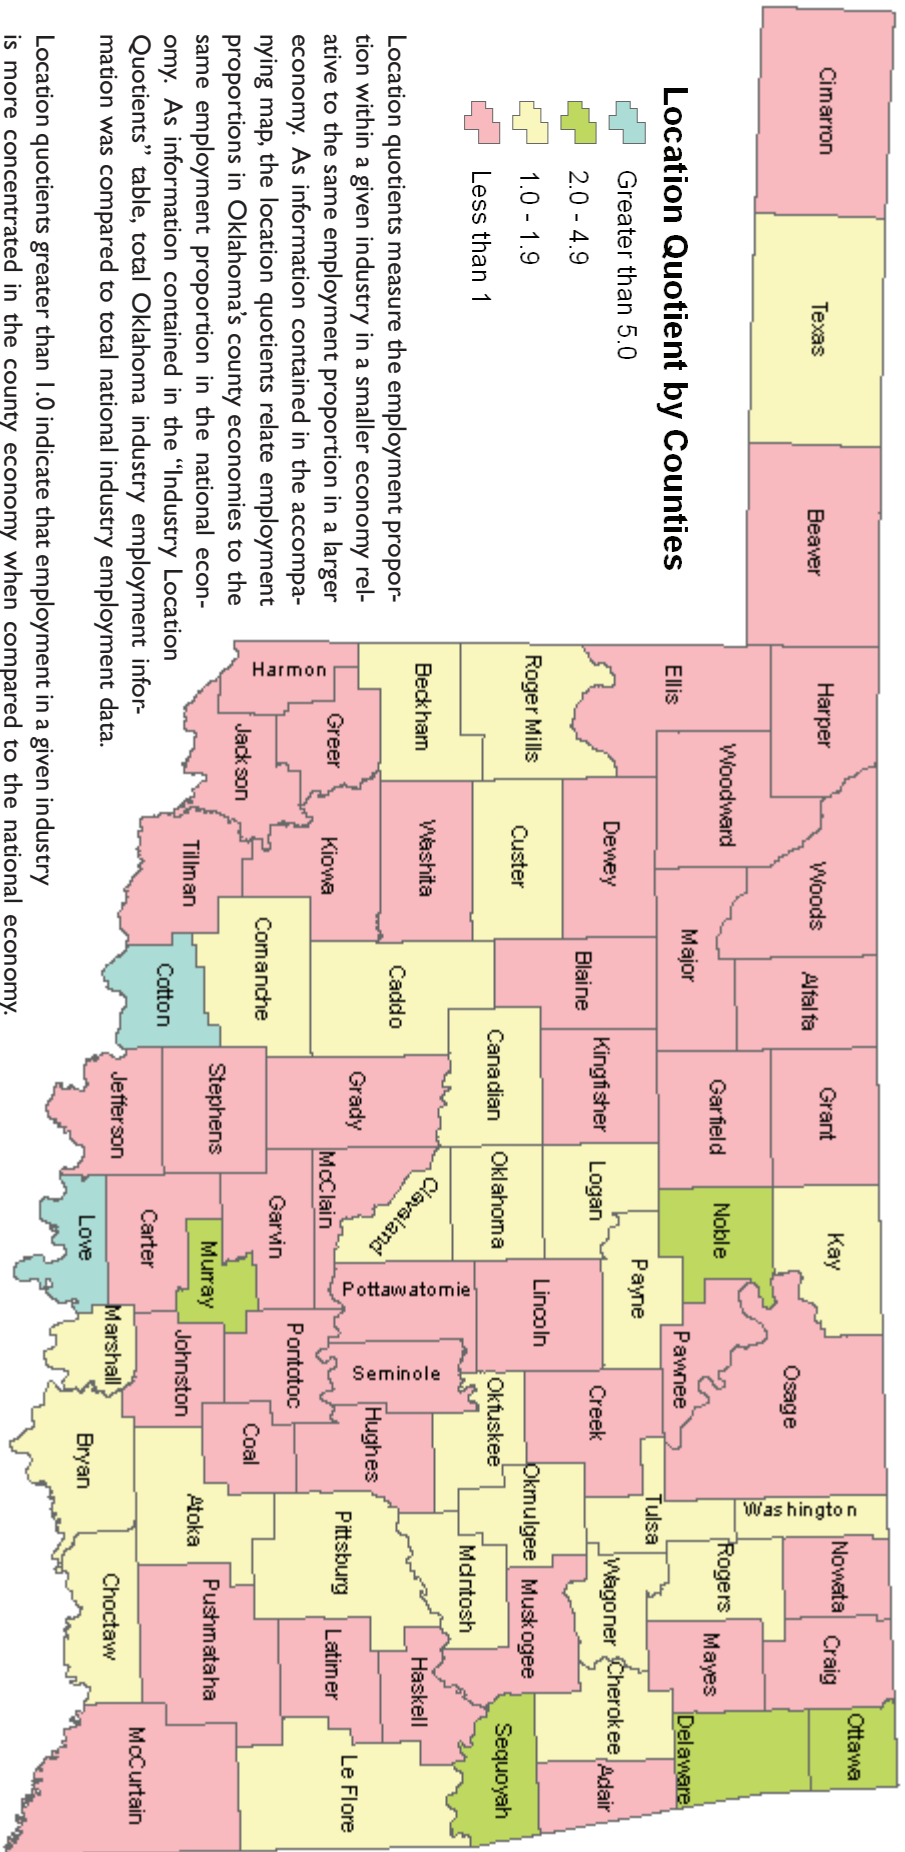 Location Quotient by Counties
Greater than 5.0
2.0 - 4.9
1.0 - 1.9
Less than 1
Location quotients measure the employment propor-
tion within a given industry in a smaller economy rel-
ative to the same employment proportion in a larger
economy. As information contained in the accompa-
nying map, the location quotients relate employment
proportions in Oklahoma's county economies to the
same employment proportion in the national econ-
omy. As information contained in the “Industry Location
Quotients” table, total Oklahoma industry employment infor-
mation was compared to total national industry employment data.
Location quotients greater than 1.0 indicate that employment in a given industry
is more concentrated in the county economy when compared to the national economy.
Cimarron
Texas
Beaver
Harper
Woods
Alfalfa
Grant
Kay
Osage
Washington
Nowata
Craig
Ottawa
Ellis
Woodward
Major
Garfield
Noble
Pawnee
Tulsa
Rogers
Mayes
Delaware
Roger Mills
Dewey
Blaine
Kingfisher
Logan
Payne
Creek
Wagoner
Cherokee
Adair
Beckham
Custer
Canadian
Oklahoma
Lincoln
Okfuskee
Okmulgee
Muskogee
Sequoyah
Washita
Caddo
Cleveland
Pottawatomie
Seminole
Hughes
McIntosh
Haskell
Harmon
Greer
Kiowa
Grady
McClain
Pittsburg
Latimer
Le Flore
Jackson
Comanche
Stephens
Garvin
Pontotoc
Coal
Tillman
Cotton
Jefferson
Carter
Murray
Johnston
Atoka
Pushmataha
McCurtain
Love
Marshall
Bryan
Choctaw